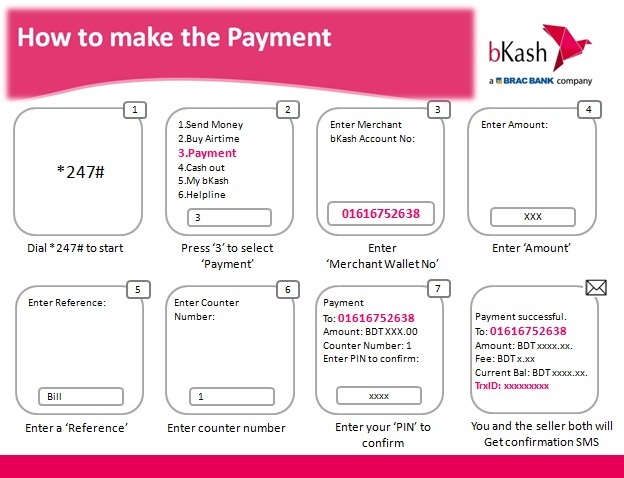 How to make the Payment
bKash
a BRAC BANK company
1
*247#
Dial *247# to start
2
1.Send Money
2.Buy Airtime
3.Payment
4.Cash out
5.My bKash
6.Helpline
3
Press ‘3’ to select
‘Payment’
3
Enter Merchant
bKash Account No:
01616752638
Enter
‘Merchant Wallet No’
4
Enter Amount:
XXX
Enter ‘Amount’
5
Enter Reference:
Bill
Enter a ‘Reference’
6
Enter Counter
Number:
1
Enter counter number
7
Payment
To: 01616752638
Amount: BDT XXX.00
Counter Number: 1
Enter PIN to confirm:
xxxx
Enter your ‘PIN’ to
confirm
Payment successful.
To: 01616752638
Amount: BDT xxxx.xx.
Fee: BDT x.xx
Current Bal: BDT xxxx.xx.
TrxID: xxxxxxxxx
You and the seller both will
Get confirmation SMS